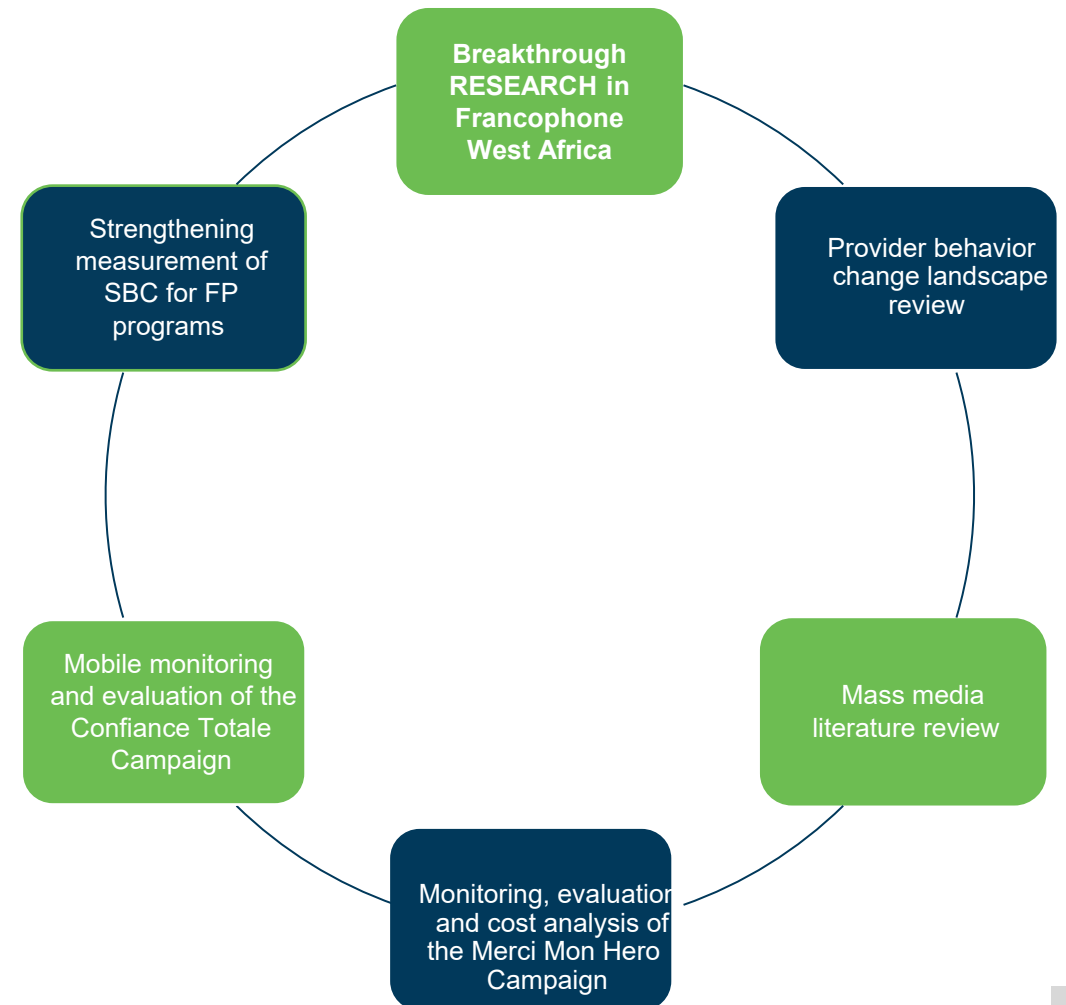 Breakthrough
RESEARCH in
Francophone
West Africa
Provider behavior
change landscape
review
Mass media
literature review
Monitoring, evaluation
and cost analysis of
the Merci Mon Hero
Campaign
Mobile monitoring
and evaluation of the
Confiance Totale
Campaign
Strengthening
measurement of
SBC for FP
programs